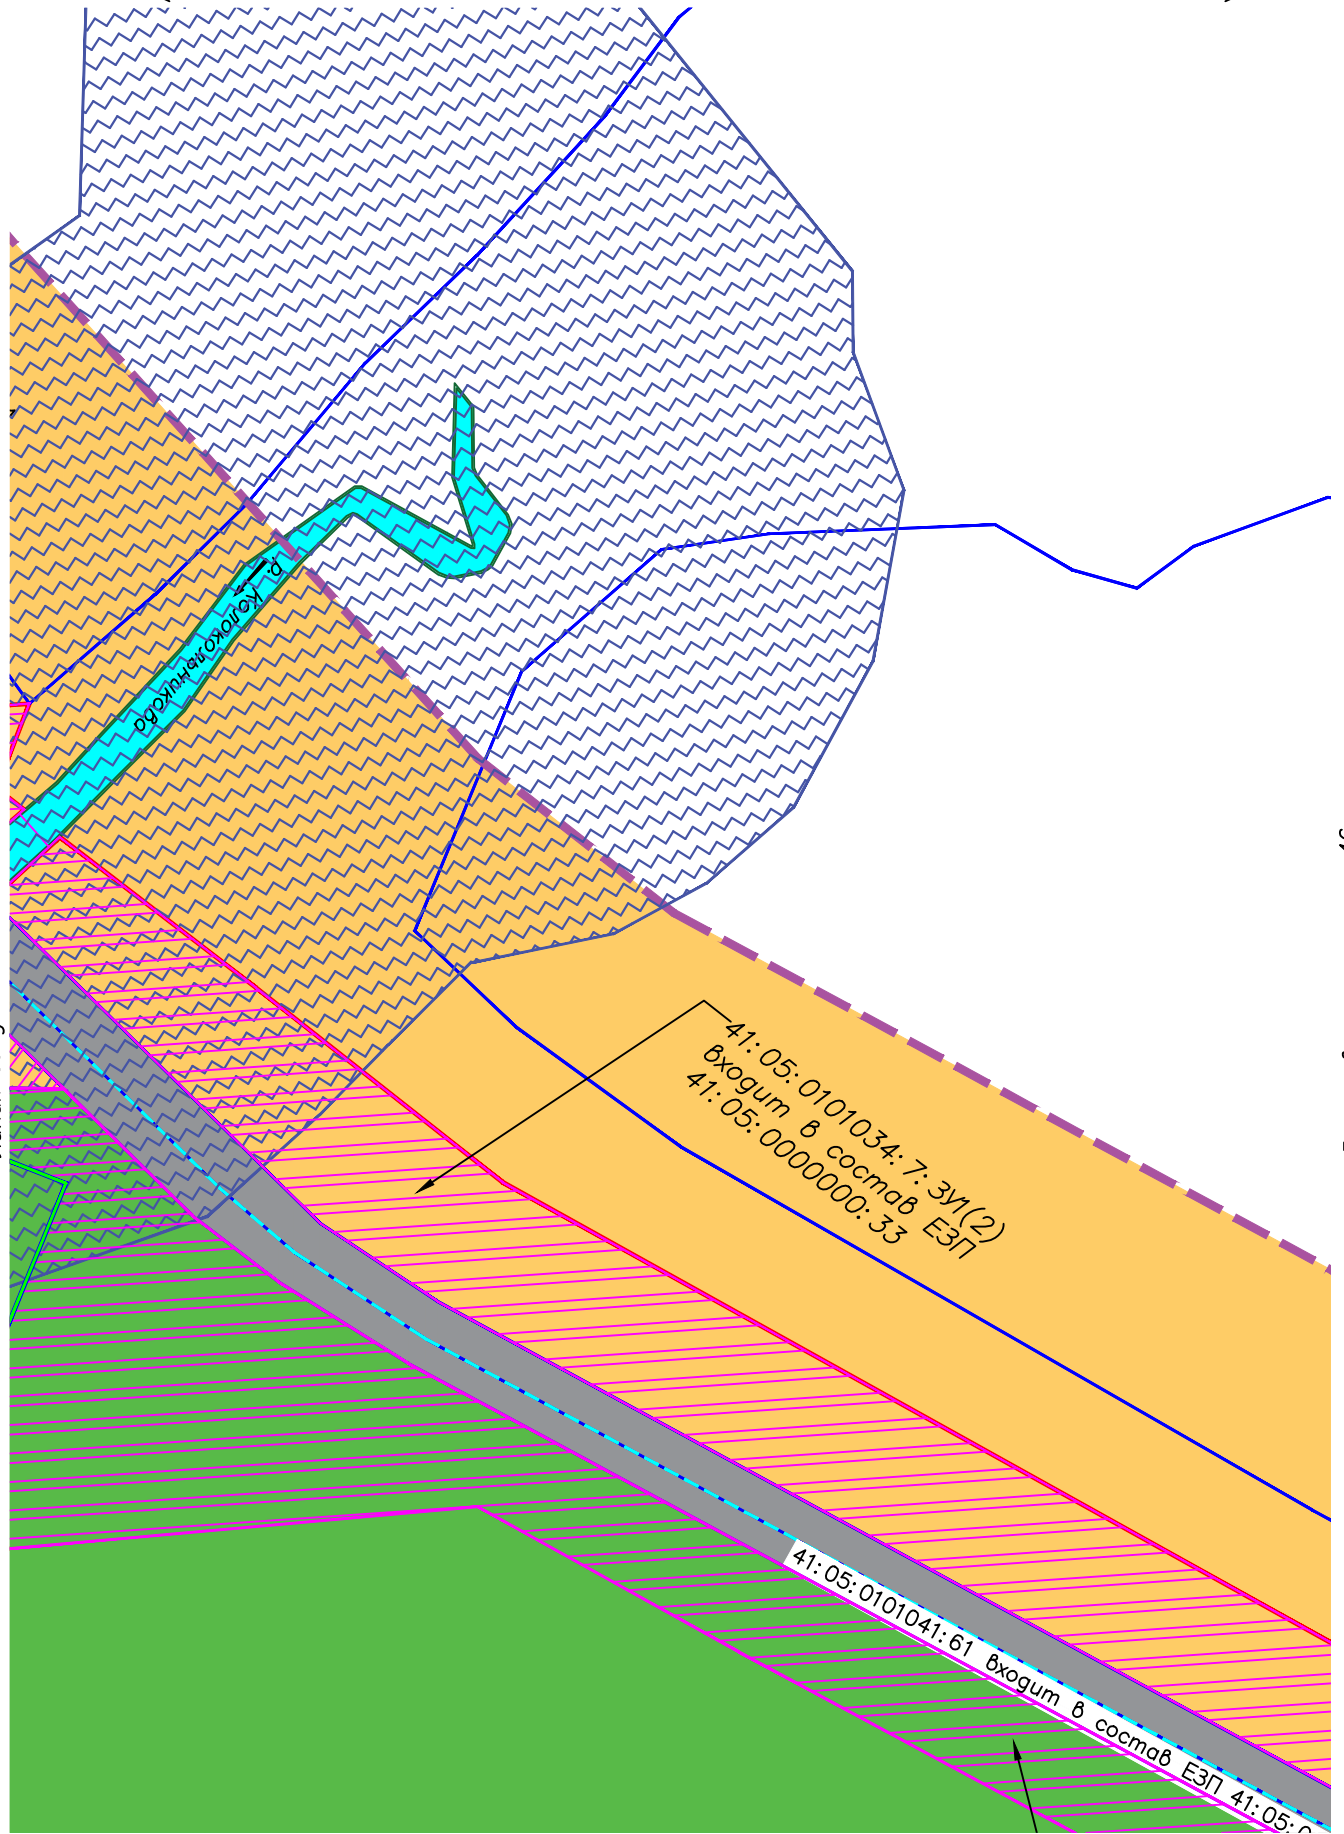 р. Колокольниково
41:05:0101034:7:ЗУ1(2)
входит в состав ЕЗП
41:05:0000000:33
41:05:0101041:61 входит в состав ЕЗП 41:05:0